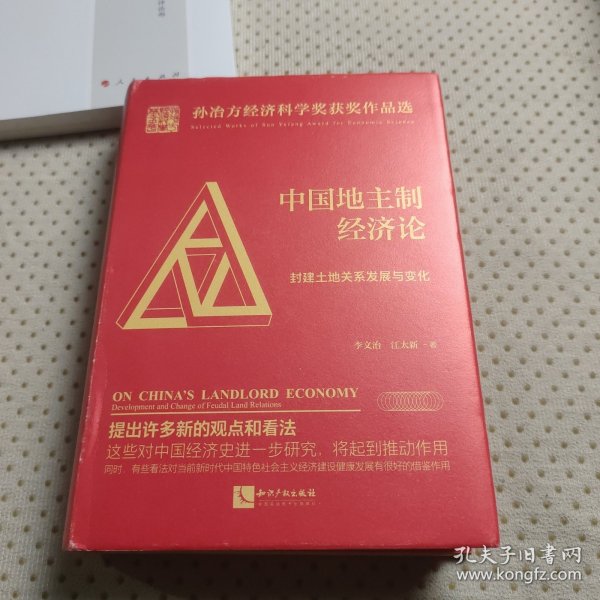 人民出版社
孙冶方经济科学奖获奖作品选
Selected Works of Sun Yefang Award for Economic Science
中国地主制
经济论
封建土地关系发展与变化
李文治 江太新 著
ON CHINA'S LANDLORD ECONOMY
Development and Change of Feudal Land Relations
提出许多新的观点和看法
这些对中国经济史进一步研究，将起到推动作用
同时，有些看法对当前新时代中国特色社会主义经济建设健康发展有很好的借鉴作用
知识产权出版社
孔夫子旧书网
www.kongfz.com